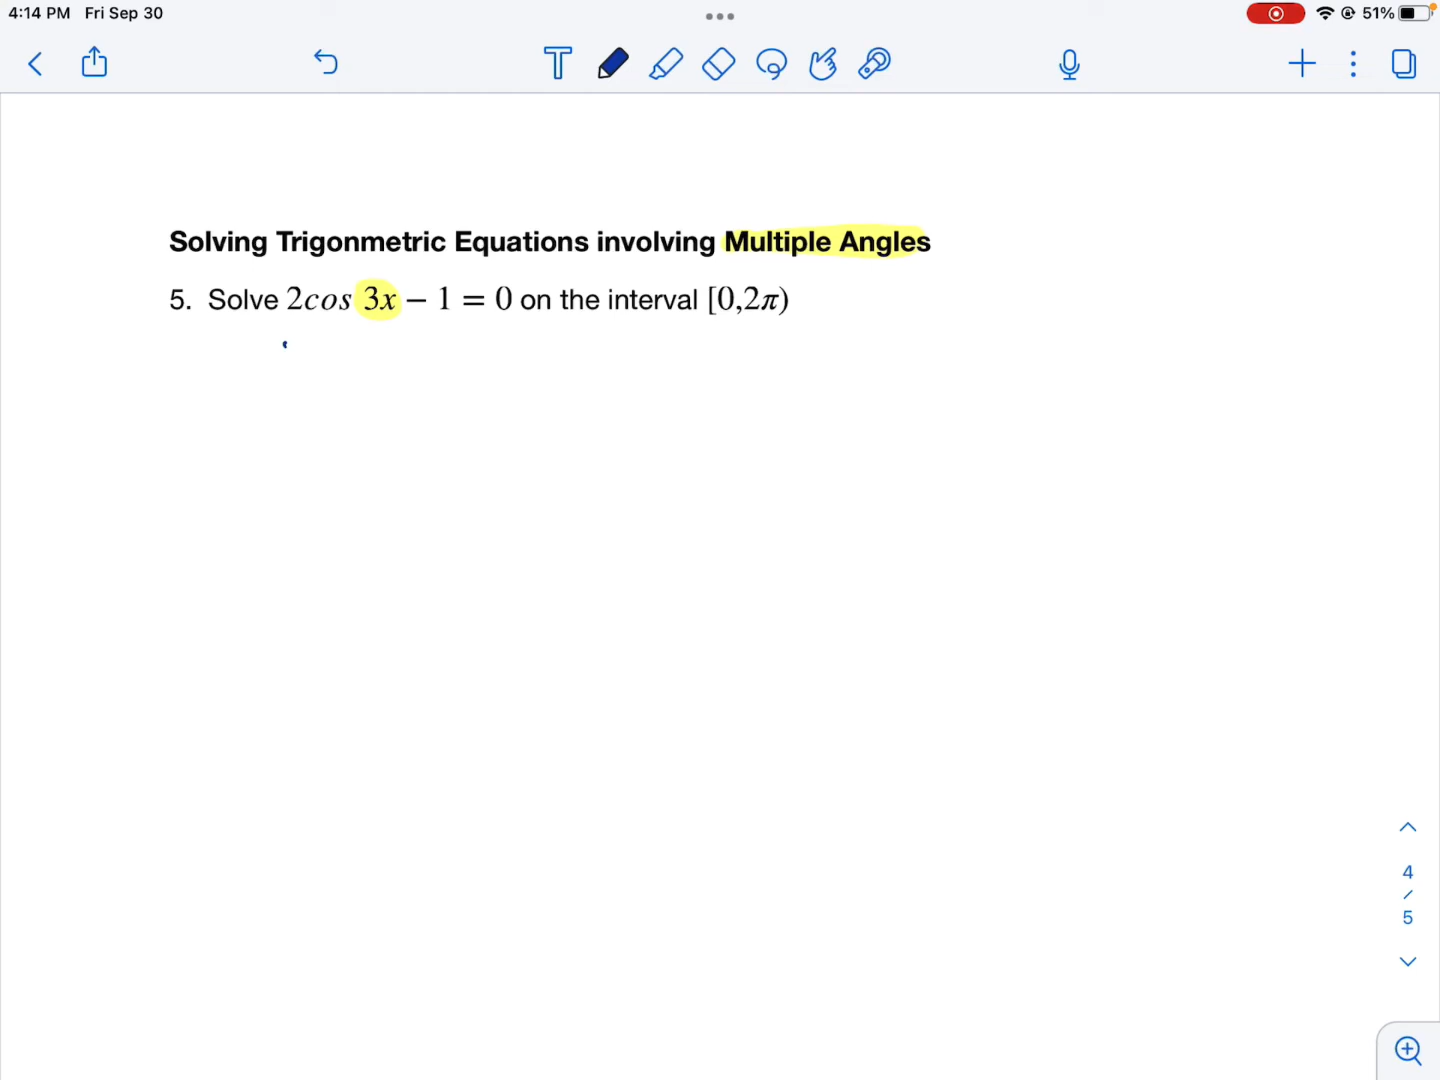 4:14 PM Fri Sep 30
51%
T
Solving Trigonmetric Equations involving Multiple Angles
5. Solve 2cos 3x − 1 = 0 on the interval [0,2π)
4
/
5